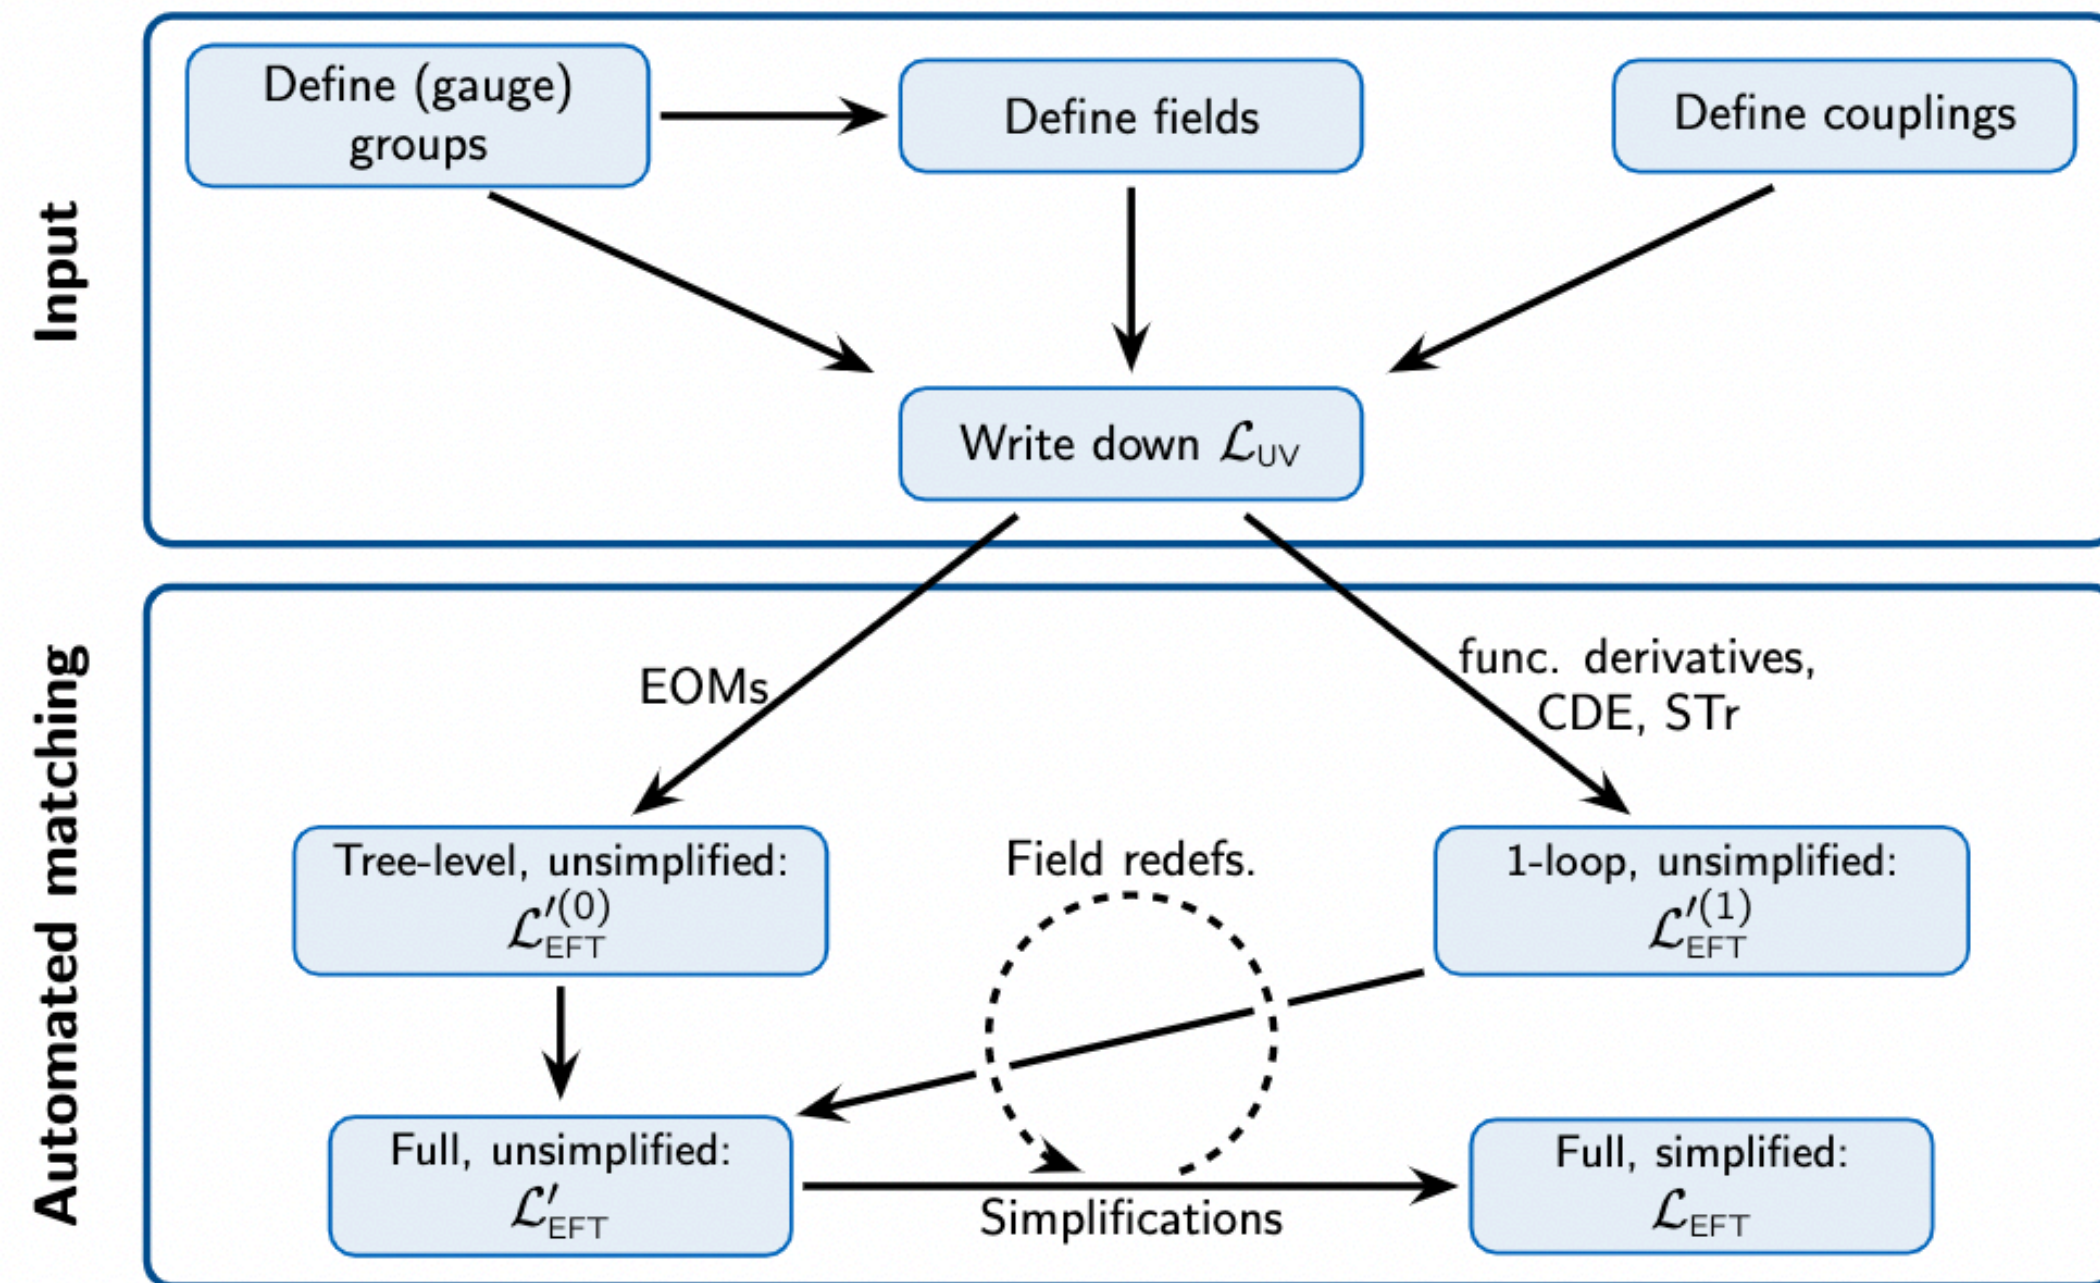 Input
Define (gauge)
groups
Define fields
Define couplings
Write down ℒ_UV
Automated matching
EOMs
func. derivatives,
CDE, STr
Tree-level, unsimplified:
ℒ′^(0)_EFT
Field redefs.
1-loop, unsimplified:
ℒ′^(1)_EFT
Full, unsimplified:
ℒ′_EFT
Simplifications
Full, simplified:
ℒ_EFT